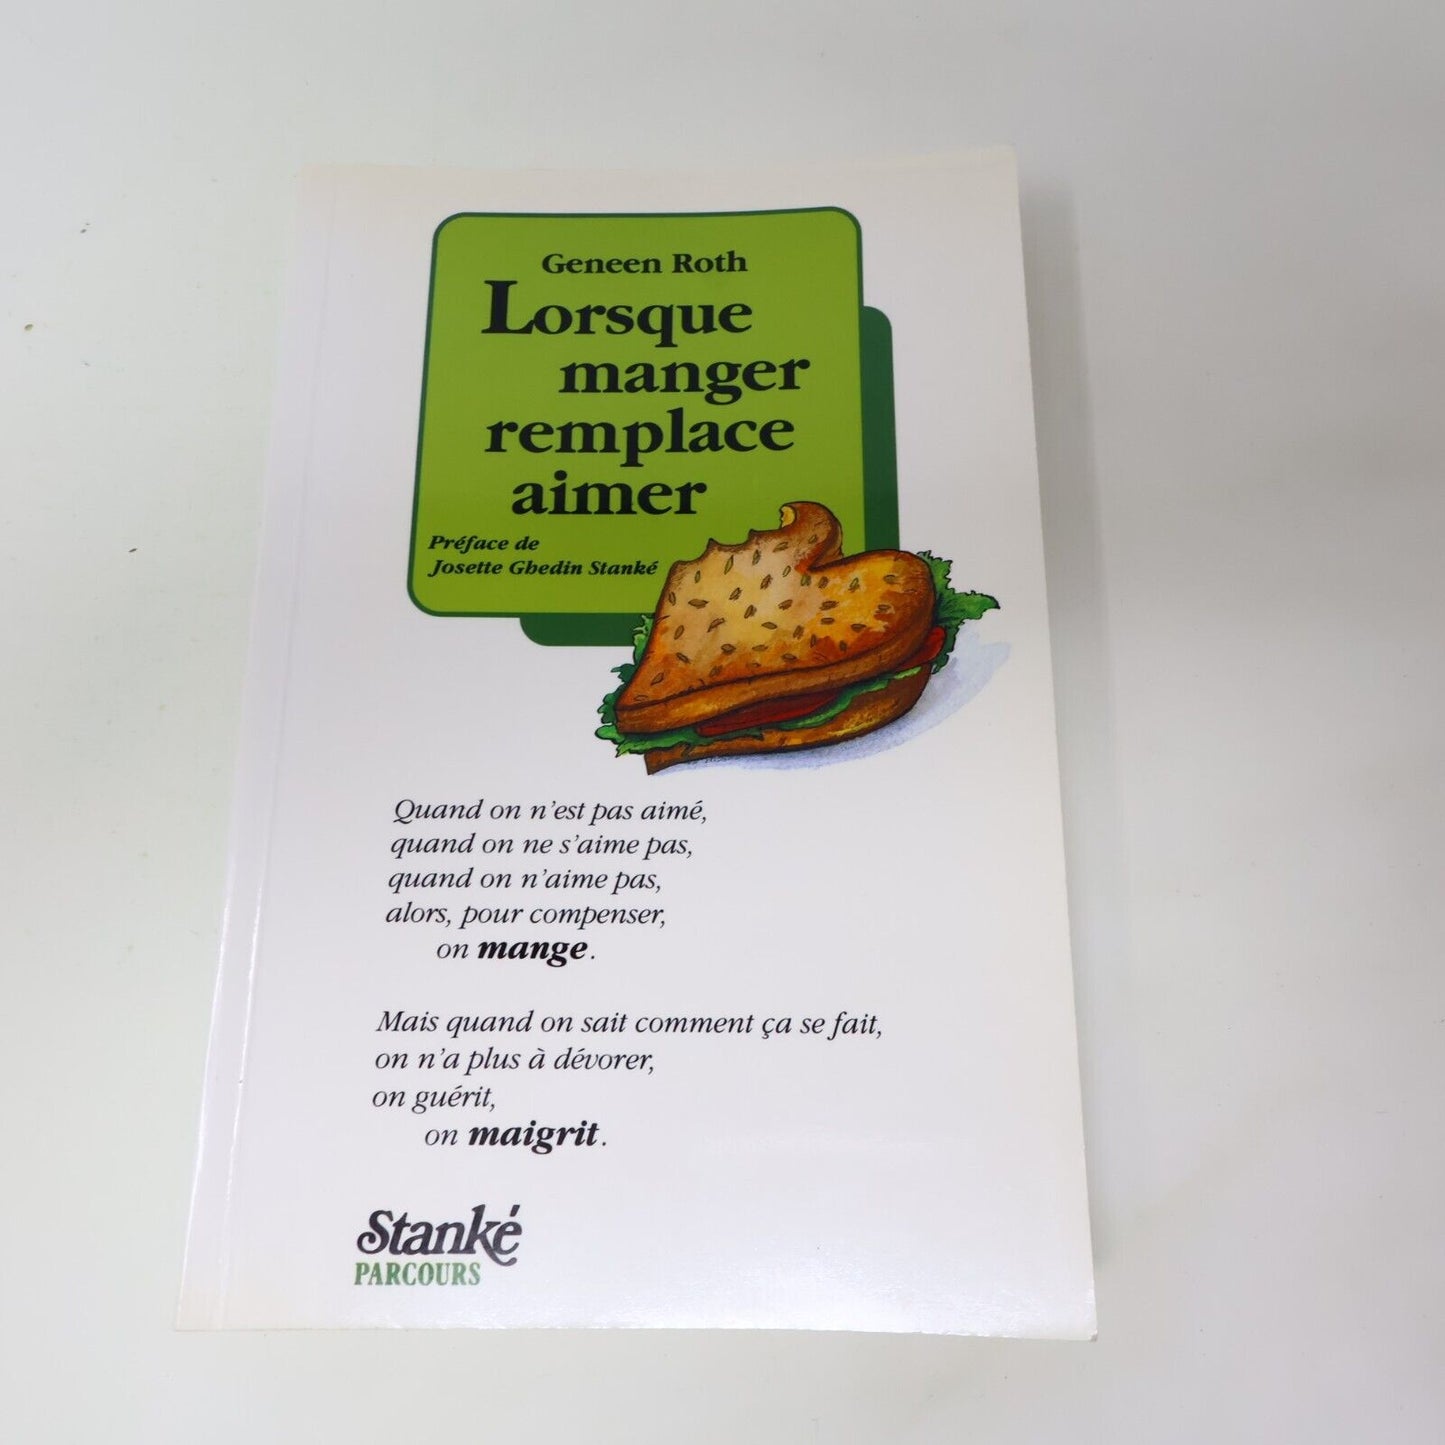 Geneen Roth
Lorsque
manger
remplace
aimer
Préface de
Josette Ghedin Stanké
Quand on n'est pas aimé,
quand on ne s'aime pas,
quand on n'aime pas,
alors, pour compenser,
on mange.
Mais quand on sait comment ça se fait,
on n'a plus à dévorer,
on guérit,
on maigrit.
Stanké
PARCOURS